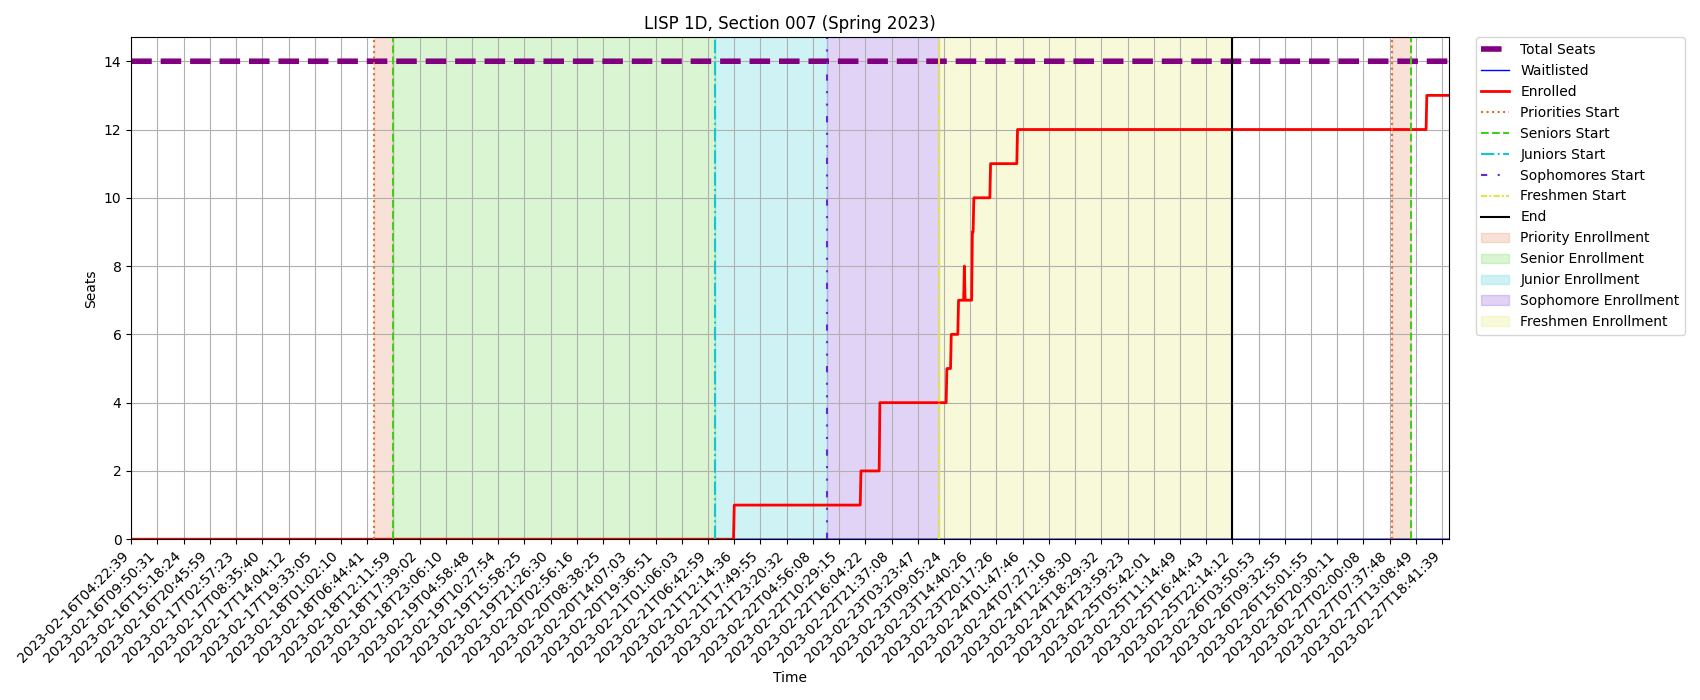 LISP 1D, Section 007 (Spring 2023)
Seats
14
12
10
8
6
4
2
0
2023-02-16T04:22:39
2023-02-16T09:50:31
2023-02-16T15:18:24
2023-02-16T20:45:59
2023-02-17T02:57:23
2023-02-17T08:35:40
2023-02-17T14:04:12
2023-02-17T19:33:05
2023-02-18T01:02:10
2023-02-18T06:44:41
2023-02-18T12:11:59
2023-02-18T17:39:02
2023-02-18T23:06:10
2023-02-19T04:58:48
2023-02-19T10:27:54
2023-02-19T15:58:25
2023-02-19T21:26:30
2023-02-20T02:56:16
2023-02-20T08:38:25
2023-02-20T14:07:03
2023-02-20T19:36:51
2023-02-21T01:06:03
2023-02-21T06:42:59
2023-02-21T12:14:36
2023-02-21T17:49:55
2023-02-21T23:20:32
2023-02-22T04:56:08
2023-02-22T10:29:15
2023-02-22T16:04:22
2023-02-22T21:37:08
2023-02-23T03:23:47
2023-02-23T09:05:24
2023-02-23T14:40:26
2023-02-23T20:17:26
2023-02-24T01:47:46
2023-02-24T07:27:10
2023-02-24T12:58:30
2023-02-24T18:29:32
2023-02-24T23:59:23
2023-02-25T05:42:01
2023-02-25T11:14:49
2023-02-25T16:44:43
2023-02-25T22:14:12
2023-02-26T03:50:53
2023-02-26T09:32:55
2023-02-26T15:01:55
2023-02-26T20:30:11
2023-02-27T02:00:08
2023-02-27T07:37:48
2023-02-27T13:08:49
2023-02-27T18:41:39
Time
Total Seats
Waitlisted
Enrolled
Priorities Start
Seniors Start
Juniors Start
Sophomores Start
Freshmen Start
End
Priority Enrollment
Senior Enrollment
Junior Enrollment
Sophomore Enrollment
Freshmen Enrollment